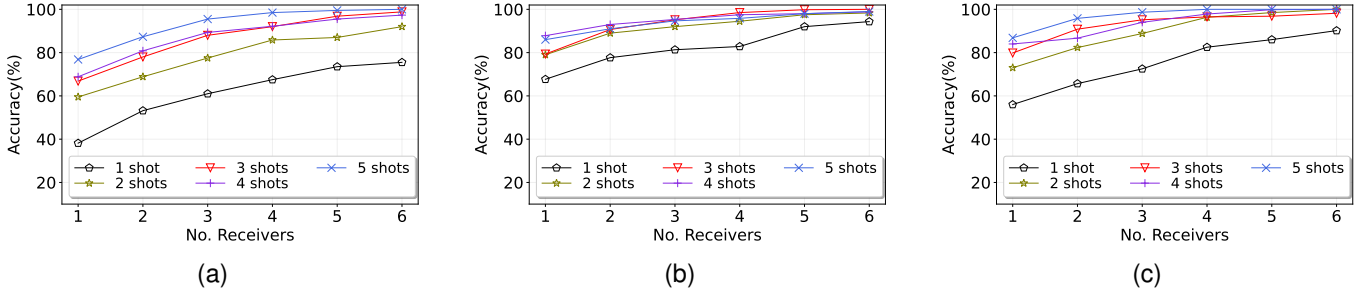 100
80
60
40
20
Accuracy(%)
1 shot
2 shots
3 shots
4 shots
5 shots
1 2 3 4 5 6
No. Receivers
(a)
100
80
60
40
20
Accuracy(%)
1 shot
2 shots
3 shots
4 shots
5 shots
1 2 3 4 5 6
No. Receivers
(b)
100
80
60
40
20
Accuracy(%)
1 shot
2 shots
3 shots
4 shots
5 shots
1 2 3 4 5 6
No. Receivers
(c)